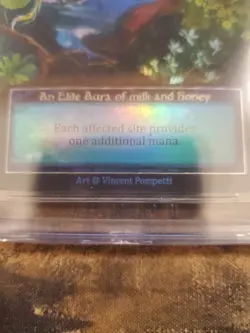 An Elite Aura of milk and Honey
Each affected site provides
one additional mana
Art @ Vincent Pompetti